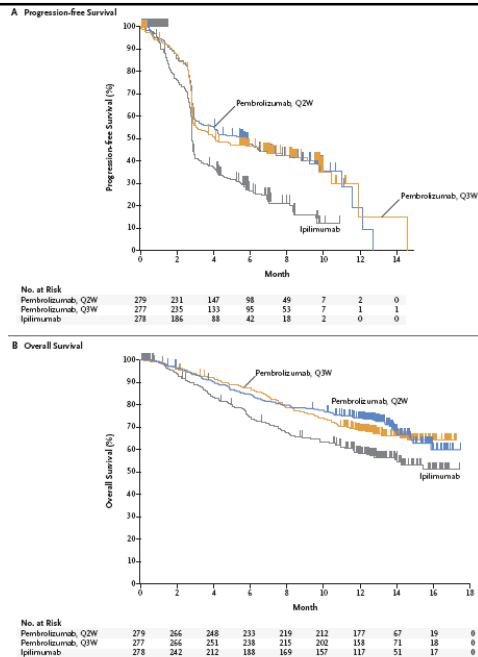 A Progression-free Survival
100
90
80
70
60
50
40
30
20
10
0
Progression-free Survival (%)
Pembrolizumab, Q2W
Pembrolizumab, Q3W
Ipilimumab
0 2 4 6 8 10 12 14
Month
No. at Risk
Pembrolizumab, Q2W 279 231 147 98 49 7 2 0
Pembrolizumab, Q3W 277 235 133 95 53 7 1 1
Ipilimumab 278 186 88 42 18 2 0 0
B Overall Survival
100
90
80
70
60
50
40
30
20
10
0
Overall Survival (%)
Pembrolizumab, Q3W
Pembrolizumab, Q2W
Ipilimumab
0 2 4 6 8 10 12 14 16 18
Month
No. at Risk
Pembrolizumab, Q2W 279 266 248 233 219 212 177 67 19 0
Pembrolizumab, Q3W 277 266 251 238 215 202 158 71 18 0
Ipilimumab 278 242 212 188 169 157 117 51 17 0